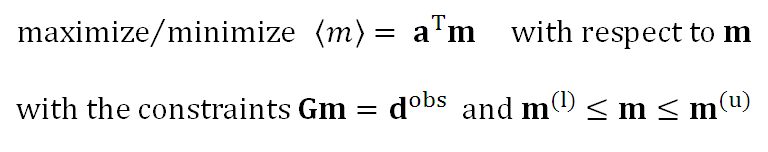 maximize/minimize ⟨m⟩ = aᵀm with respect to m
with the constraints Gm = dᵒᵇˢ and m⁽ˡ⁾ ≤ m ≤ m⁽ᵘ⁾